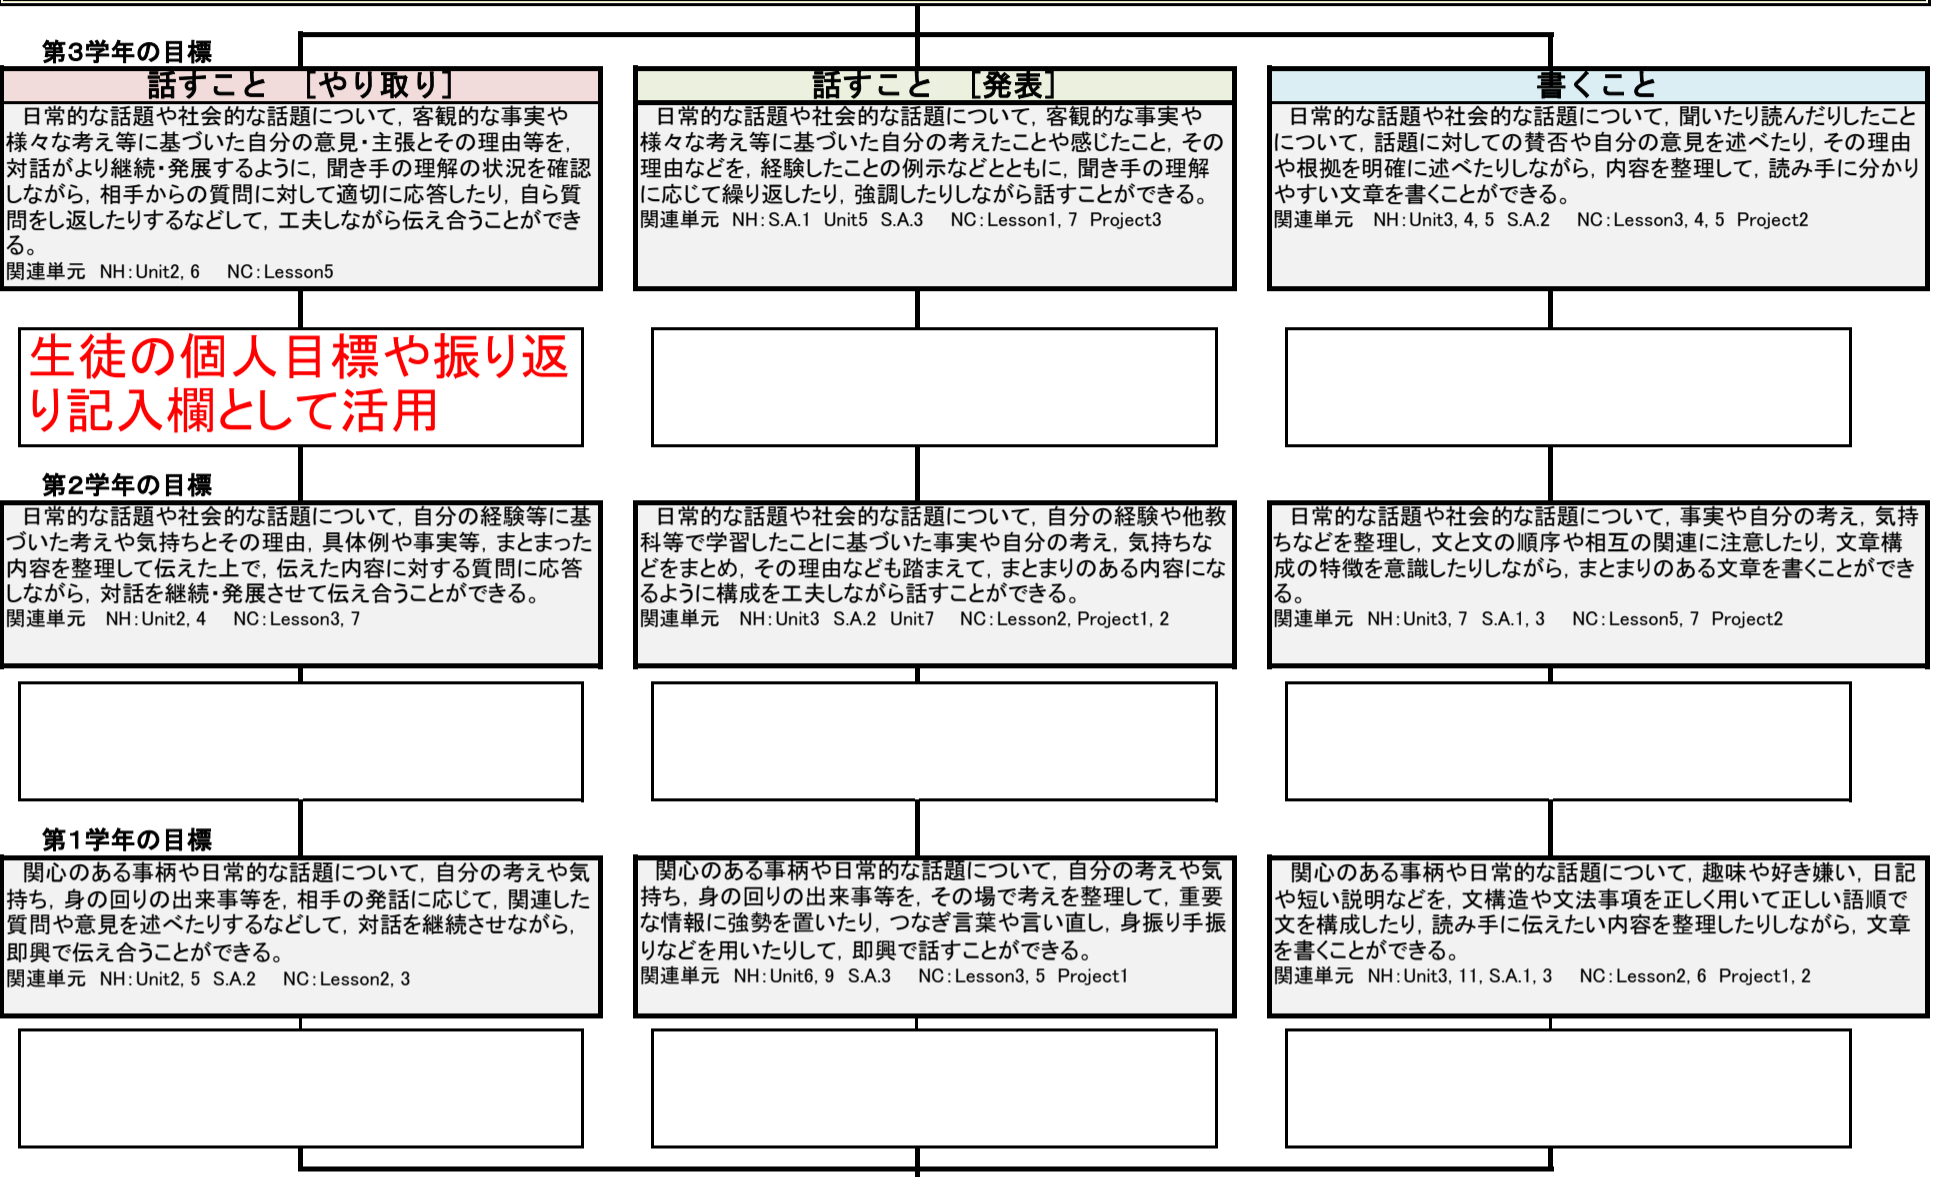 第3学年の目標
話すこと [やり取り]
日常的な話題や社会的な話題について, 客観的な事実や
様々な考え等に基づいた自分の意見・主張とその理由等を,
対話がより継続・発展するように, 聞き手の理解の状況を確認
しながら, 相手からの質問に対して適切に応答したり, 自ら質
問をし返したりするなどして, 工夫しながら伝え合うことができ
る。
関連単元 NH:Unit2, 6 NC:Lesson5
話すこと [発表]
日常的な話題や社会的な話題について, 客観的な事実や
様々な考え等に基づいた自分の考えたことや感じたこと, その
理由などを, 経験したことの例示などとともに, 聞き手の理解
に応じて繰り返したり, 強調したりしながら話すことができる。
関連単元 NH:S.A.1 Unit5 S.A.3 NC:Lesson1, 7 Project3
書くこと
日常的な話題や社会的な話題について, 聞いたり読んだりしたこと
について, 話題に対しての賛否や自分の意見を述べたり, その理由
や根拠を明確に述べたりしながら, 内容を整理して, 読み手に分かり
やすい文章を書くことができる。
関連単元 NH:Unit3, 4, 5 S.A.2 NC:Lesson3, 4, 5 Project2
生徒の個人目標や振り返
り記入欄として活用
第2学年の目標
日常的な話題や社会的な話題について, 自分の経験等に基
づいた考えや気持ちとその理由, 具体例や事実等, まとまった
内容を整理して伝えた上で, 伝えた内容に対する質問に応答
しながら, 対話を継続・発展させて伝え合うことができる。
関連単元 NH:Unit2, 4 NC:Lesson3, 7
日常的な話題や社会的な話題について, 自分の経験や他教
科等で学習したことに基づいた事実や自分の考え, 気持ちな
どをまとめ, その理由なども踏まえて, まとまりのある内容にな
るように構成を工夫しながら話すことができる。
関連単元 NH:Unit3 S.A.2 Unit7 NC:Lesson2, Project1, 2
日常的な話題や社会的な話題について, 事実や自分の考え, 気持
ちなどを整理し, 文と文の順序や相互の関連に注意したり, 文章構
成の特徴を意識したりしながら, まとまりのある文章を書くことができ
る。
関連単元 NH:Unit3, 7 S.A.1, 3 NC:Lesson5, 7 Project2
第1学年の目標
関心のある事柄や日常的な話題について, 自分の考えや気
持ち, 身の回りの出来事等を, 相手の発話に応じて, 関連した
質問や意見を述べたりするなどして, 対話を継続させながら,
即興で伝え合うことができる。
関連単元 NH:Unit2, 5 S.A.2 NC:Lesson2, 3
関心のある事柄や日常的な話題について, 自分の考えや気
持ち, 身の回りの出来事等を, その場で考えを整理して, 重要
な情報に強勢を置いたり, つなぎ言葉や言い直し, 身振り手振
りなどを用いたりして, 即興で話すことができる。
関連単元 NH:Unit6, 9 S.A.3 NC:Lesson3, 5 Project1
関心のある事柄や日常的な話題について, 趣味や好き嫌い, 日記
や短い説明などを, 文構造や文法事項を正しく用いて正しい語順で
文を構成したり, 読み手に伝えたい内容を整理したりしながら, 文章
を書くことができる。
関連単元 NH:Unit3, 11, S.A.1, 3 NC:Lesson2, 6 Project1, 2